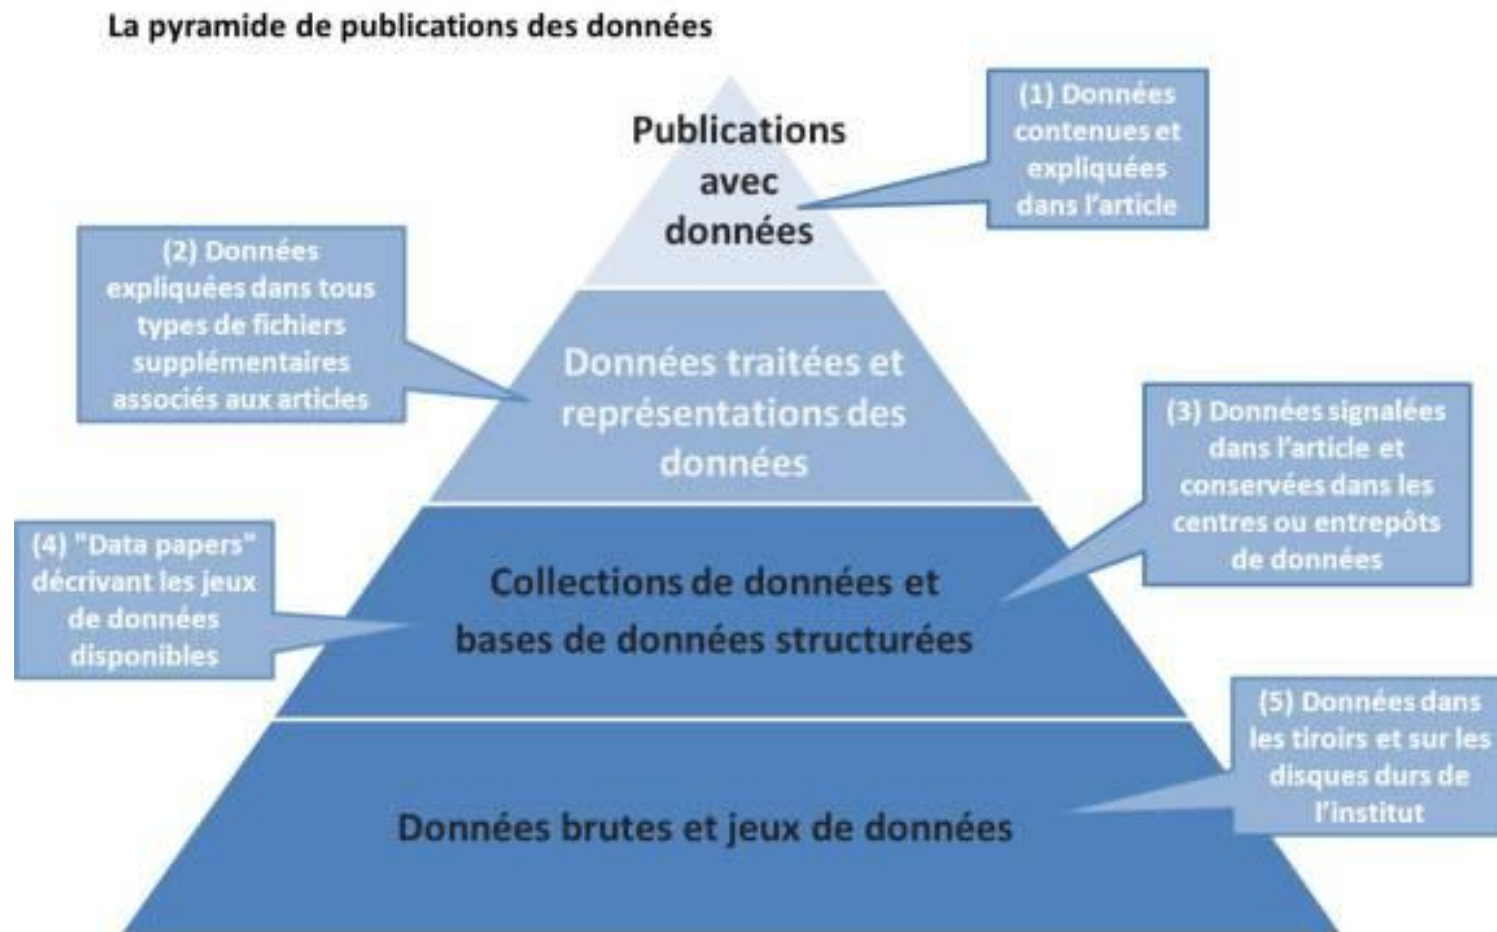 La pyramide de publications des données
Publications
avec
données
(1) Données
contenues et
expliquées
dans l'article
(2) Données
expliquées dans tous
types de fichiers
supplémentaires
associés aux articles
Données traitées et
représentations des
données
(3) Données signalées
dans l'article et
conservées dans les
centres ou entrepôts
de données
(4) "Data papers"
décrivant les jeux
de données
disponibles
Collections de données et
bases de données structurées
(5) Données dans
les tiroirs et sur les
disques durs de
l'institut
Données brutes et jeux de données